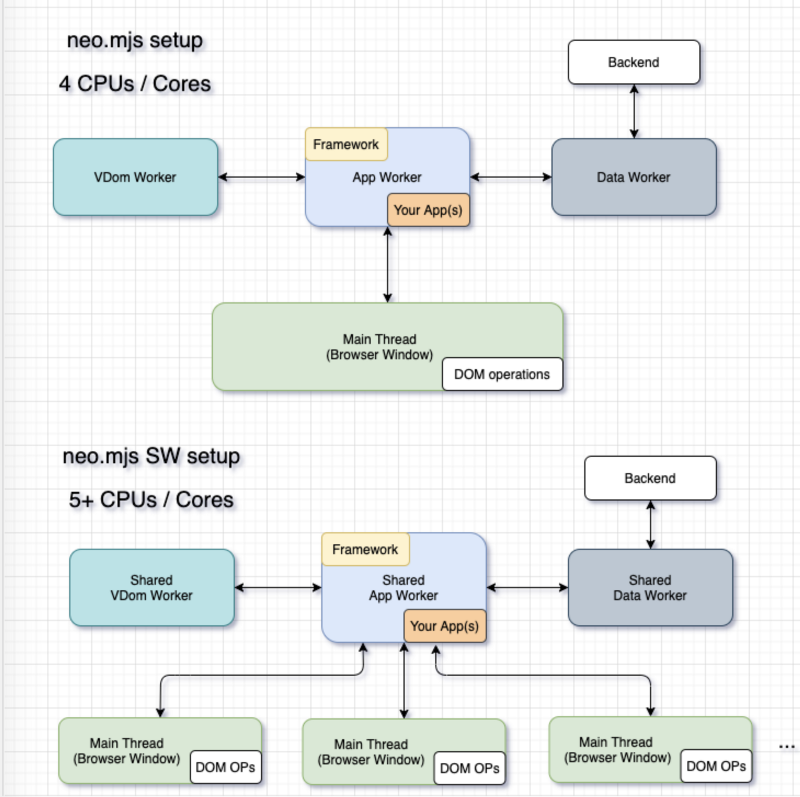 neo.mjs setup
4 CPUs / Cores
Backend
Framework
VDom Worker
App Worker
Data Worker
Your App(s)
Main Thread
(Browser Window)
DOM operations
neo.mjs SW setup
5+ CPUs / Cores
Backend
Framework
Shared
VDom Worker
Shared
App Worker
Shared
Data Worker
Your App(s)
Main Thread
(Browser Window)
DOM OPs
Main Thread
(Browser Window)
DOM OPs
Main Thread
(Browser Window)
DOM OPs
...